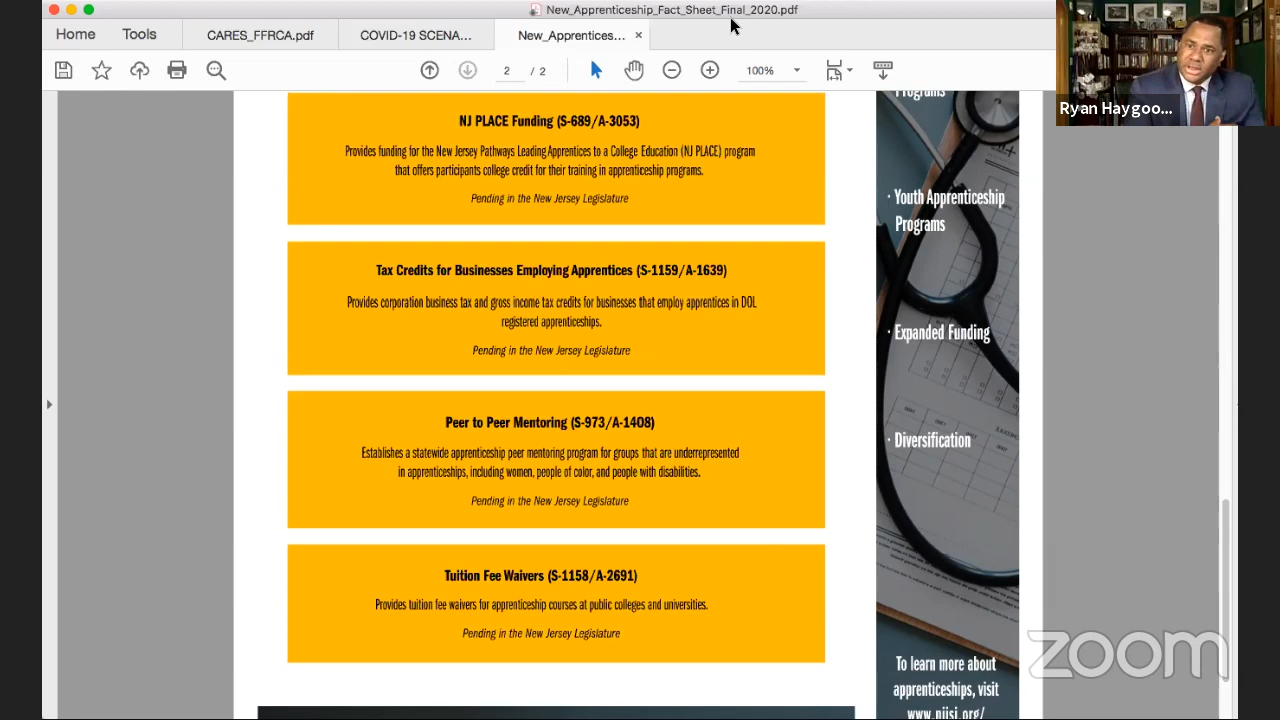 New_Apprenticeship_Fact_Sheet_Final_2020.pdf
Home
Tools
CARES_FFRCA.pdf
COVID-19 SCENA...
New_Apprentices... ×
2 / 2
100%
Ryan Haygoo...
NJ PLACE Funding (S-689/A-3053)
Provides funding for the New Jersey Pathways Leading Apprentices to a College Education (NJ PLACE) program
that offers participants college credit for their training in apprenticeship programs.
Pending in the New Jersey Legislature
Tax Credits for Businesses Employing Apprentices (S-1159/A-1639)
Provides corporation business tax and gross income tax credits for businesses that employ apprentices in DOL
registered apprenticeships.
Pending in the New Jersey Legislature
Peer to Peer Mentoring (S-973/A-1408)
Establishes a statewide apprenticeship peer mentoring program for groups that are underrepresented
in apprenticeships, including women, people of color, and people with disabilities.
Pending in the New Jersey Legislature
Tuition Fee Waivers (S-1158/A-2691)
Provides tuition fee waivers for apprenticeship courses at public colleges and universities.
Pending in the New Jersey Legislature
Programs
· Youth Apprenticeship
Programs
· Expanded Funding
· Diversification
To learn more about
apprenticeships, visit
www.njisj.org/
zoom